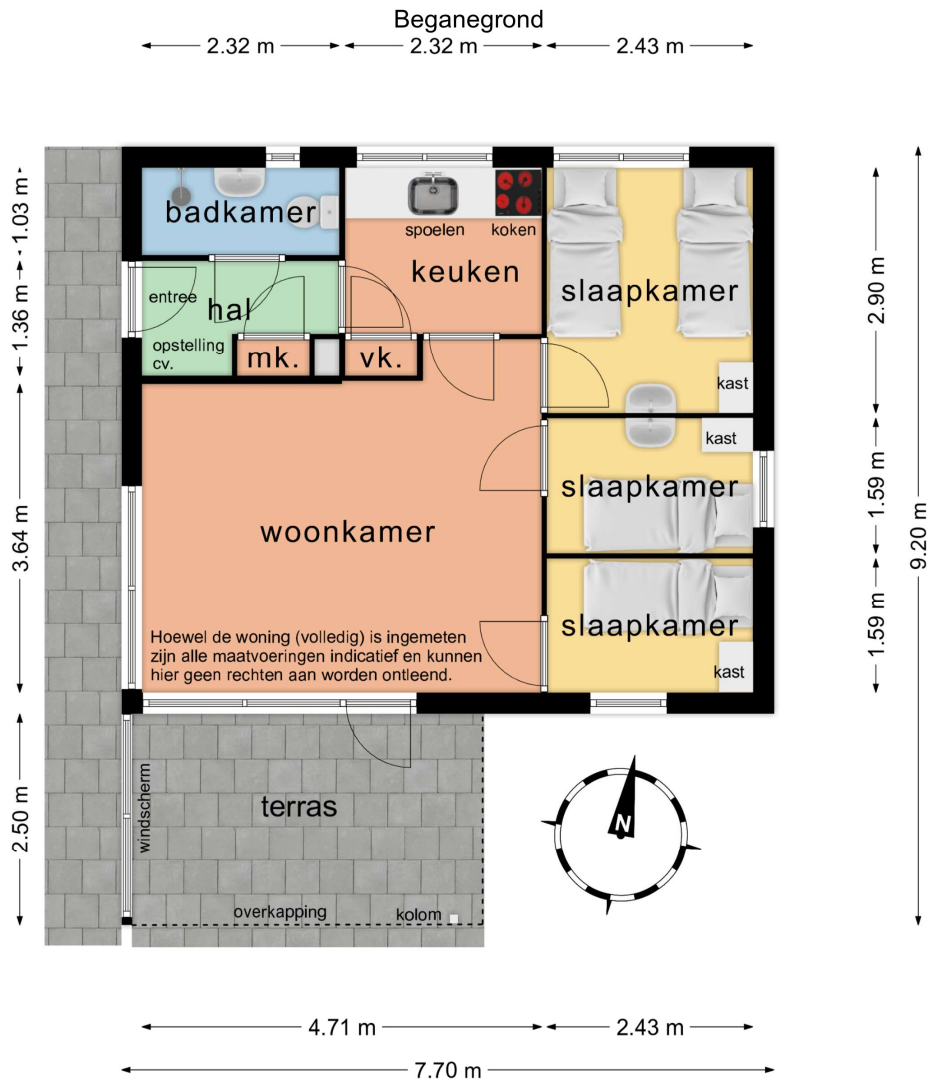 Beganegrond
2.32 m
2.32 m
2.43 m
1.03 m
1.36 m
3.64 m
2.50 m
badkamer
spoelen
koken
keuken
entree
hal
opstelling
cv.
mk.
vk.
slaapkamer
kast
kast
slaapkamer
slaapkamer
kast
woonkamer
Hoewel de woning (volledig) is ingemeten
zijn alle maatvoeringen indicatief en kunnen
hier geen rechten aan worden ontleend.
windscherm
terras
overkapping
kolom
N
2.90 m
1.59 m
1.59 m
9.20 m
4.71 m
2.43 m
7.70 m